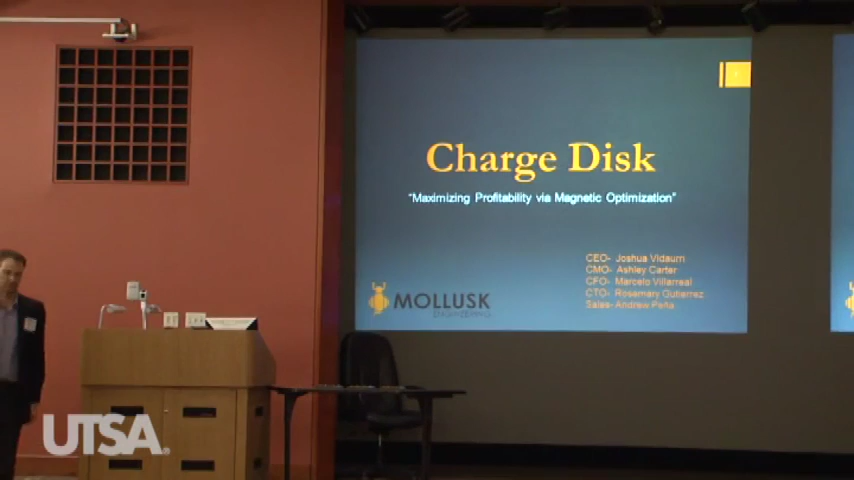 Charge Disk
"Maximizing Profitability via Magnetic Optimization"
CEO- Joshua Vidaurri
CMO- Ashley Carter
CFO- Marcelo Villarreal
CTO- Rosemary Gutierrez
Sales- Andrew Peña
MOLLUSK
ENGINEERING
UTSA®